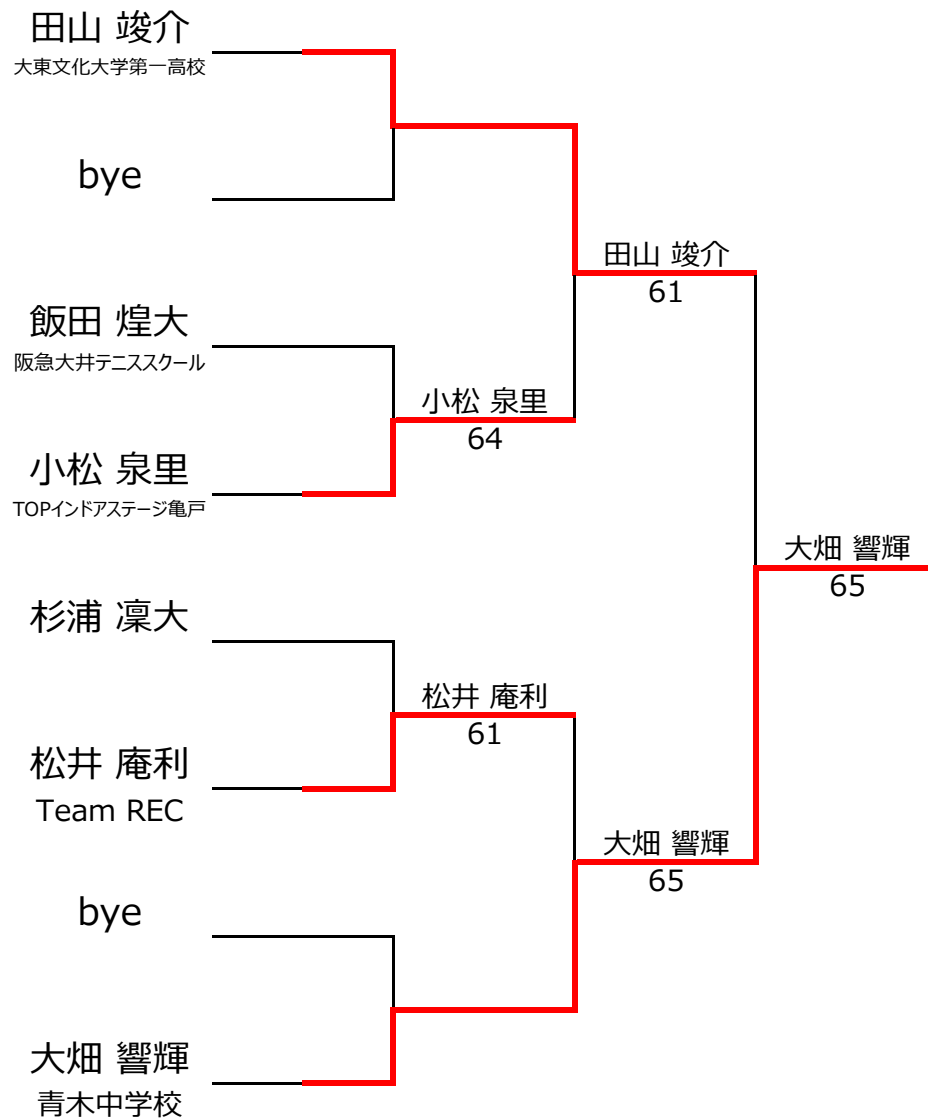 田山 竣介
大東文化大学第一高校
bye
飯田 煌大
阪急大井テニススクール
小松 泉里
TOPインドアステージ亀戸
杉浦 凜大
松井 庵利
Team REC
bye
大畑 響輝
青木中学校
小松 泉里
64
松井 庵利
61
田山 竣介
61
大畑 響輝
65
大畑 響輝
65